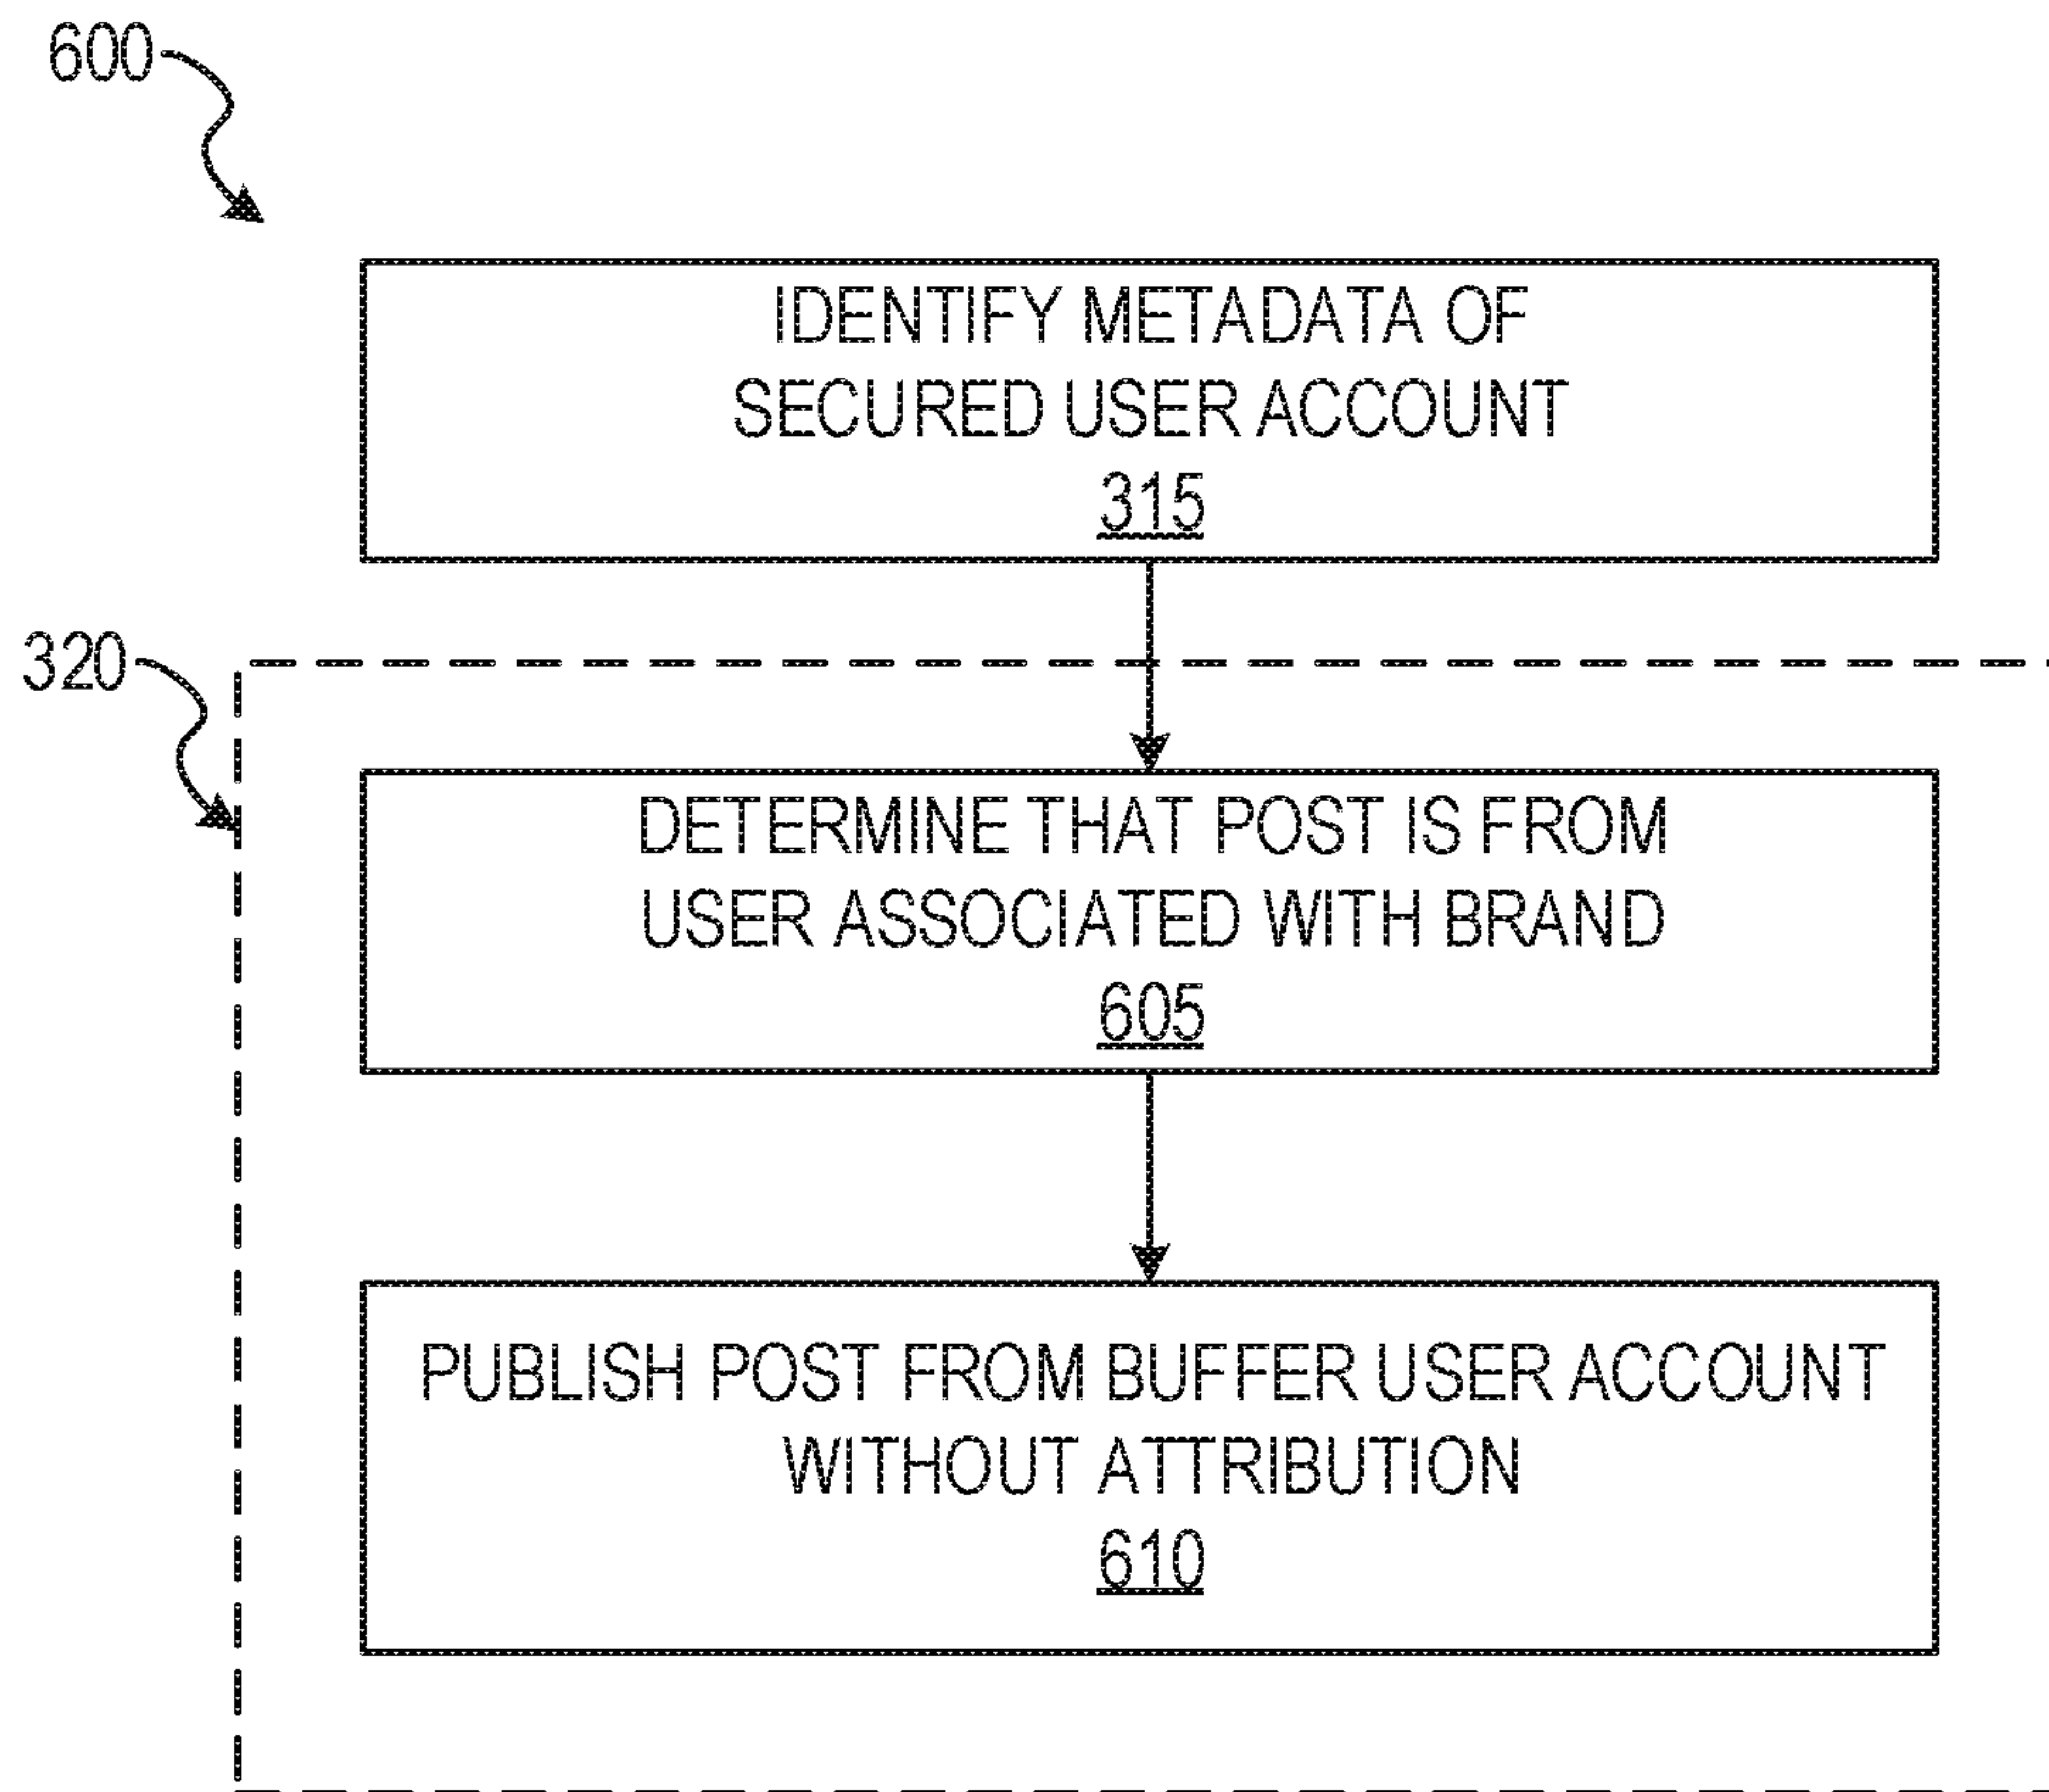 600
IDENTIFY METADATA OF
SECURED USER ACCOUNT
315
320
DETERMINE THAT POST IS FROM
USER ASSOCIATED WITH BRAND
605
PUBLISH POST FROM BUFFER USER ACCOUNT
WITHOUT ATTRIBUTION
610